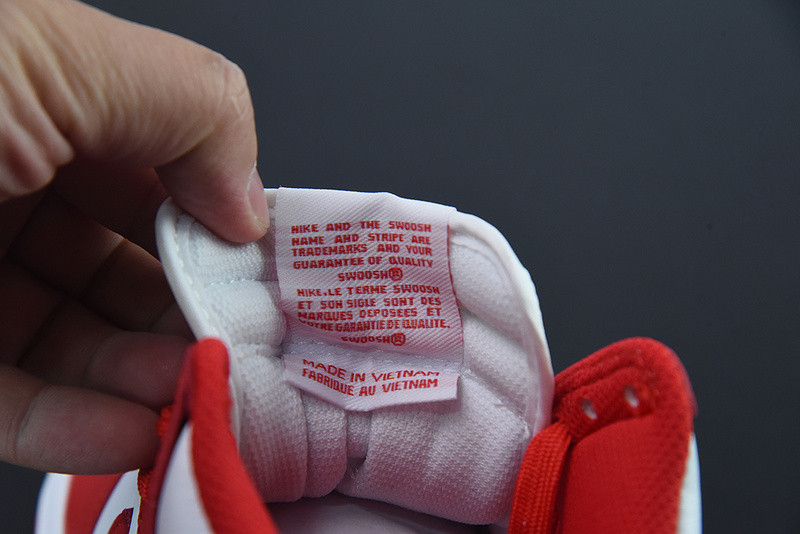 NIKE AND THE SWOOSH
NAME AND STRIPE ARE
TRADEMARKS AND YOUR
GUARANTEE OF QUALITY
SWOOSH®
NIKE.LE TERME SWOOSH
ET SON SIGLE SONT DES
MARQUES DEPOSEES ET
VOTRE GARANTIE DE QUALITE.
SWOOSH®
MADE IN VIETNAM
FABRIQUE AU VIETNAM